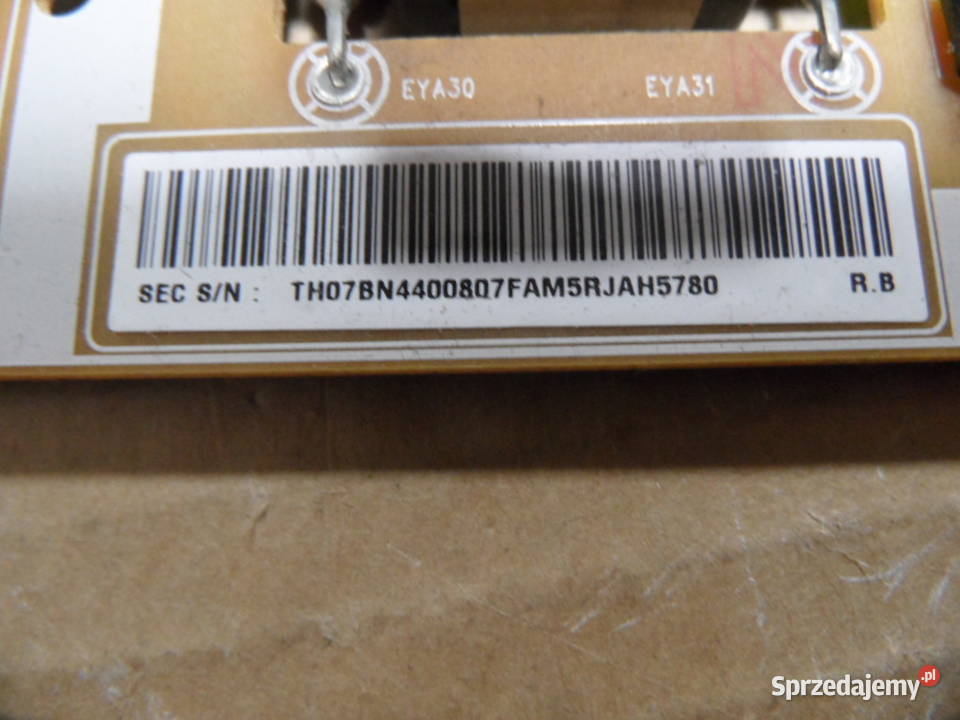 EYA30 EYA31
SEC S/N : TH07BN4400807FAM5RJAH5780 R.B
Sprzedajemy.pl